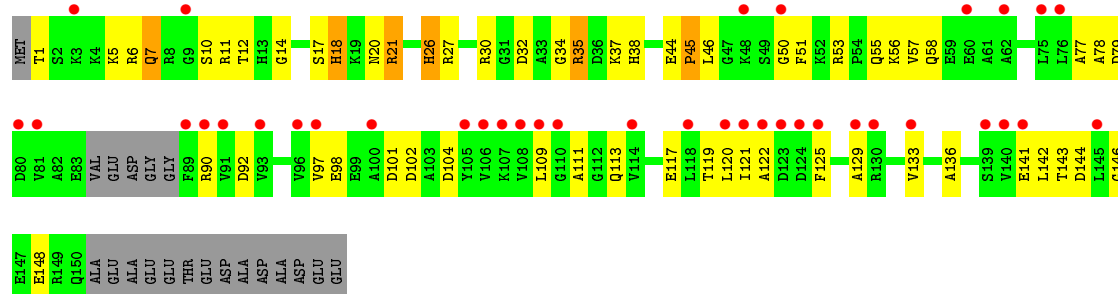 MET T1 S2 K3 K4 K5 R6 Q7 R8 G9 S10 R11 T12 H13 G14 S17 H18 K19 N20 R21 H26 R27 R30 G31 D32 A33 G34 R35 D36 K37 H38 E44 P45 L46 G47 K48 S49 G50 F51 K52 R53 P54 Q55 K56 V57 Q58 E59 E60 A61 A62 L75 L76 A77 A78 D79
D80 V81 A82 E83 VAL GLU ASP GLY GLY F89 R90 V91 D92 V93 V96 V97 E98 E99 A100 D101 D102 A103 D104 Y105 V106 K107 V108 L109 G110 A111 G112 Q113 V114 E117 L118 T119 L120 I121 A122 D123 D124 F125 A129 R130 V133 A136 S139 V140 E141 L142 T143 D144 L145 G146
E147 E148 R149 Q150 ALA GLU ALA GLU GLU THR GLU ASP ALA ASP ALA ASP GLU GLU